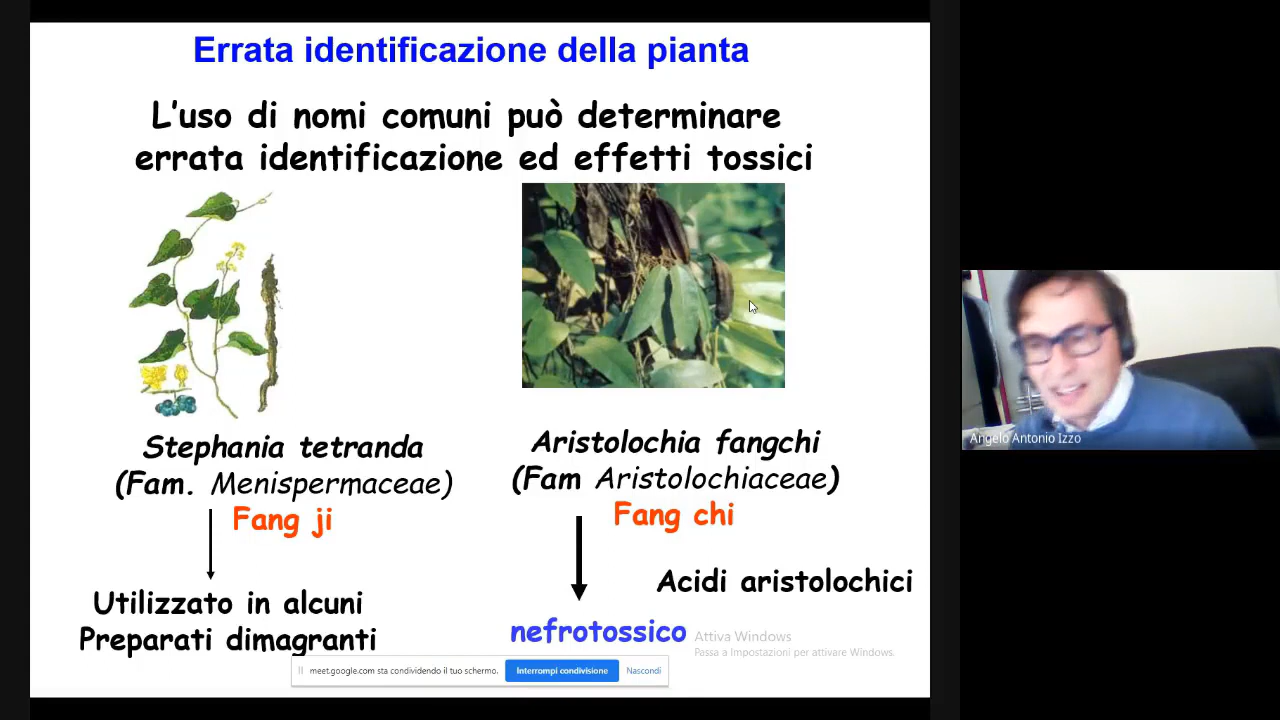 Errata identificazione della pianta
L'uso di nomi comuni può determinare
errata identificazione ed effetti tossici
Stephania tetranda
(Fam. Menispermaceae)
Fang ji
Utilizzato in alcuni
Preparati dimagranti
Aristolochia fangchi
(Fam Aristolochiaceae)
Fang chi
Acidi aristolochici
nefrotossico
Attiva Windows
Passa a Impostazioni per attivare Windows.
meet.google.com sta condividendo il tuo schermo.
Interrompi condivisione
Nascondi
Angelo Antonio Izzo